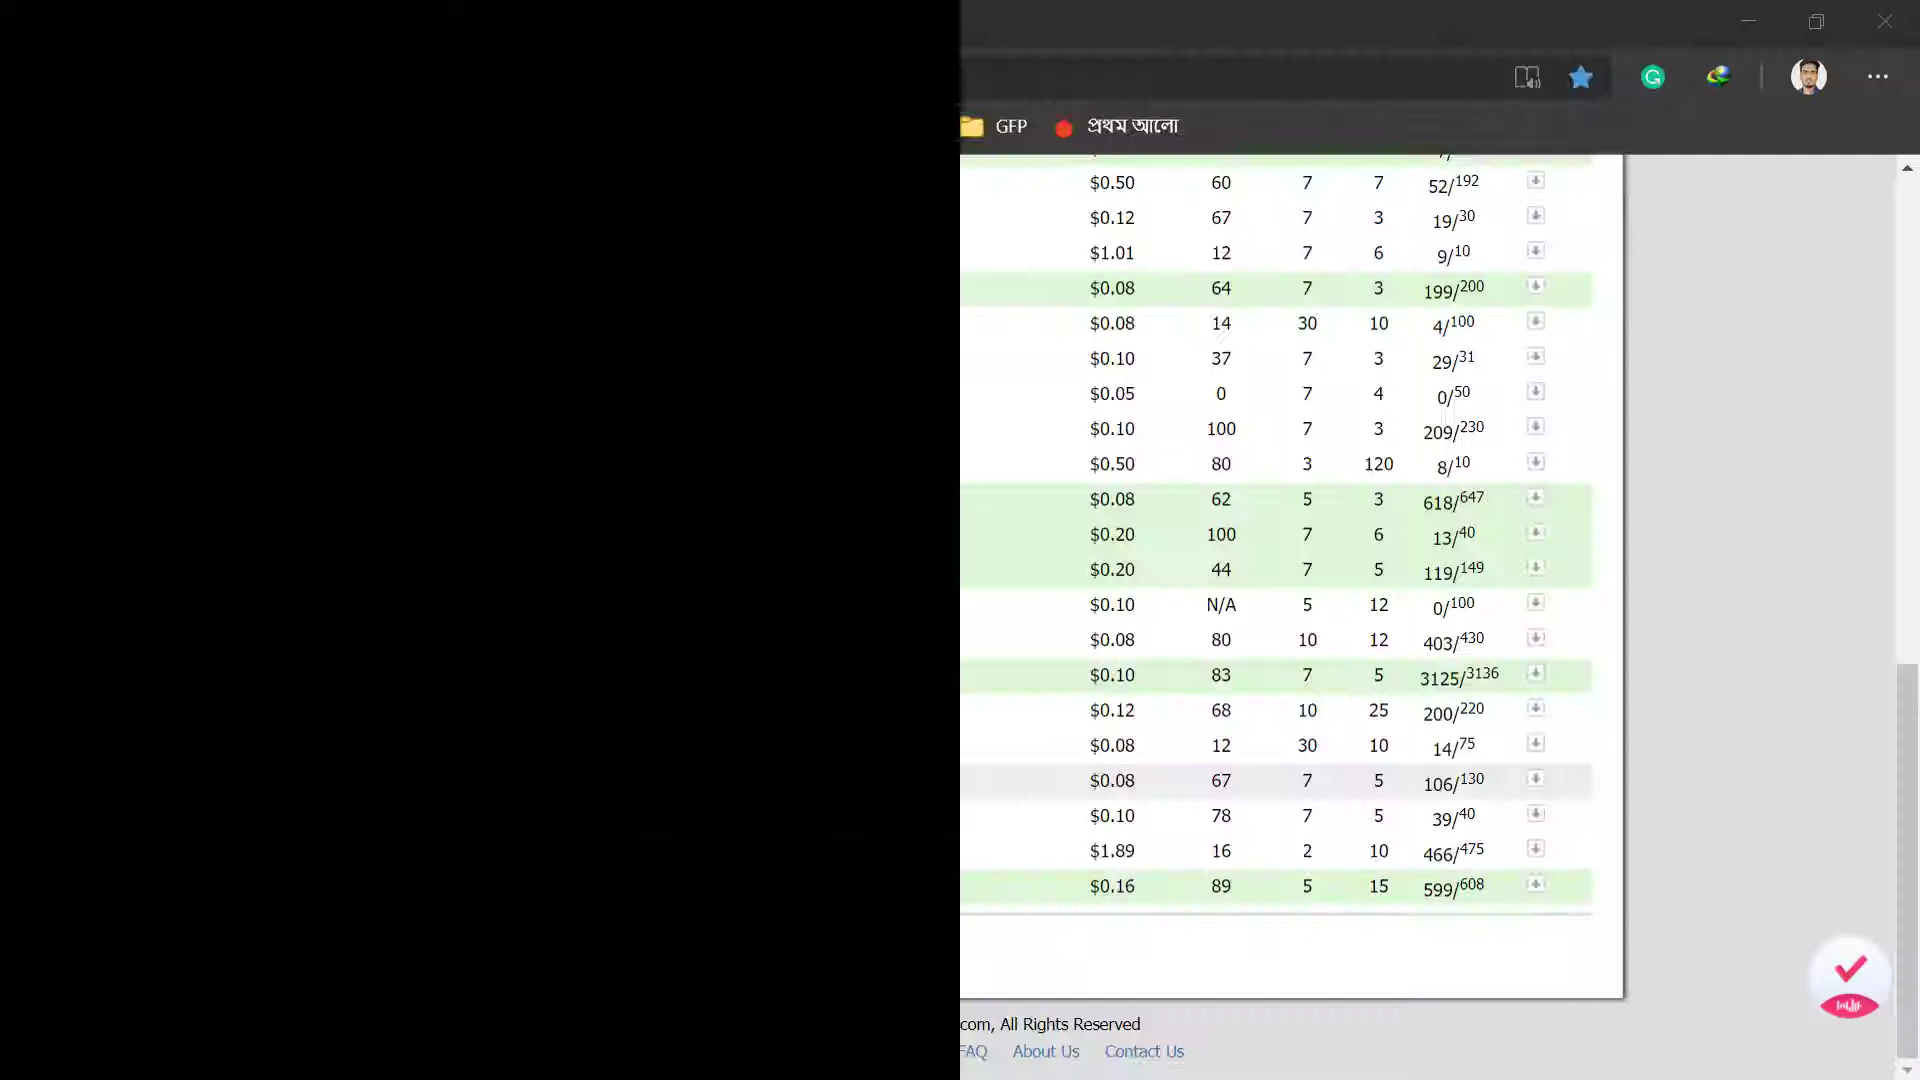 GFP প্রথম আলো
$0.50 60 7 7 52/192
$0.12 67 7 3 19/30
$1.01 12 7 6 9/10
$0.08 64 7 3 199/200
$0.08 14 30 10 4/100
$0.10 37 7 3 29/31
$0.05 0 7 4 0/50
$0.10 100 7 3 209/230
$0.50 80 3 120 8/10
$0.08 62 5 3 618/647
$0.20 100 7 6 13/40
$0.20 44 7 5 119/149
$0.10 N/A 5 12 0/100
$0.08 80 10 12 403/430
$0.10 83 7 5 3125/3136
$0.12 68 10 25 200/220
$0.08 12 30 10 14/75
$0.08 67 7 5 106/130
$0.10 78 7 5 39/40
$1.89 16 2 10 466/475
$0.16 89 5 15 599/608
com, All Rights Reserved
FAQ About Us Contact Us